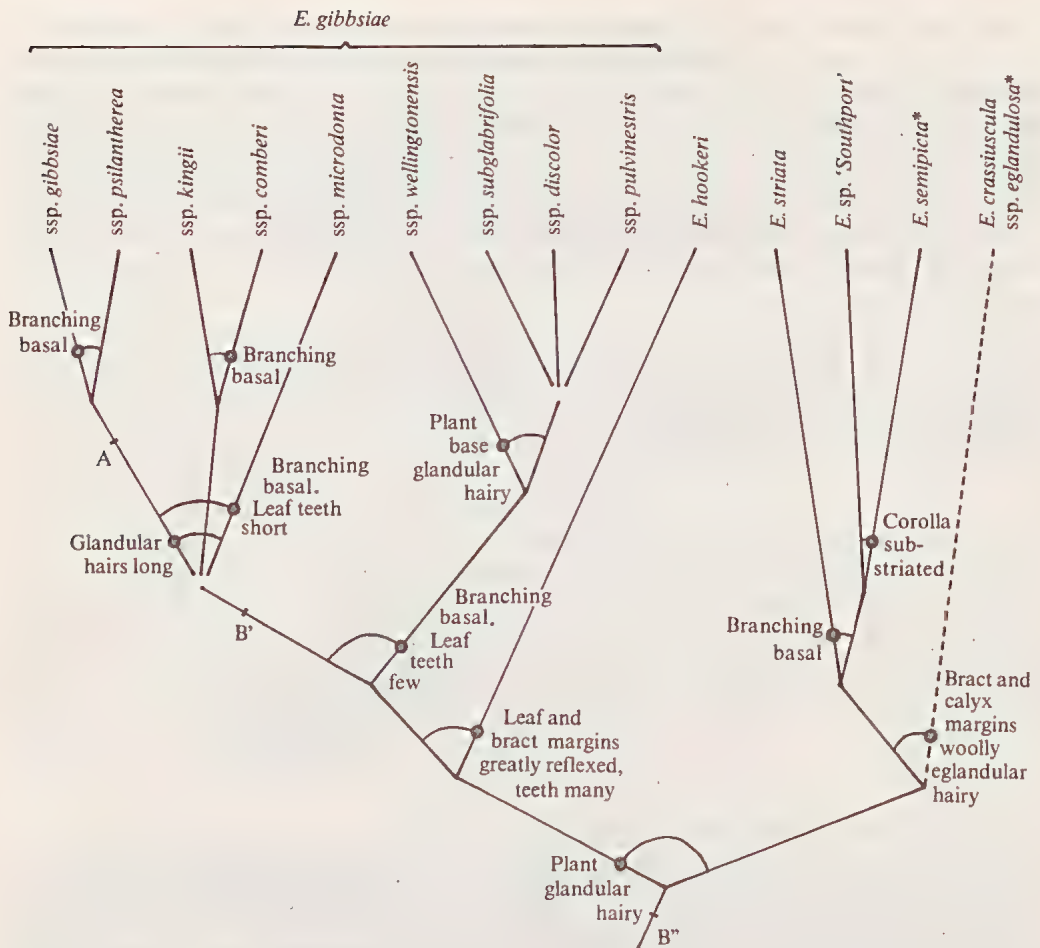 E. gibbsiae
ssp. gibbsiae
ssp. psilantherea
ssp. kingii
ssp. comberi
ssp. microdonta
ssp. wellingtonensis
ssp. subglabrifolia
ssp. discolor
ssp. pulvinestris
E. hookeri
E. striata
E. sp. 'Southport'
E. semipicta*
E. crassiuscula
ssp. eglandulosa*
Branching
basal
Branching
basal
A
Branching
basal.
Leaf teeth
short
Glandular
hairs long
Plant
base
glandular
hairy
B'
Branching
basal.
Leaf
teeth
few
Leaf and
bract margins
greatly reflexed,
teeth many
Corolla
sub-
striated
Branching
basal
Bract and
calyx
margins
woolly
eglandular
hairy
Plant
glandular
hairy
B"